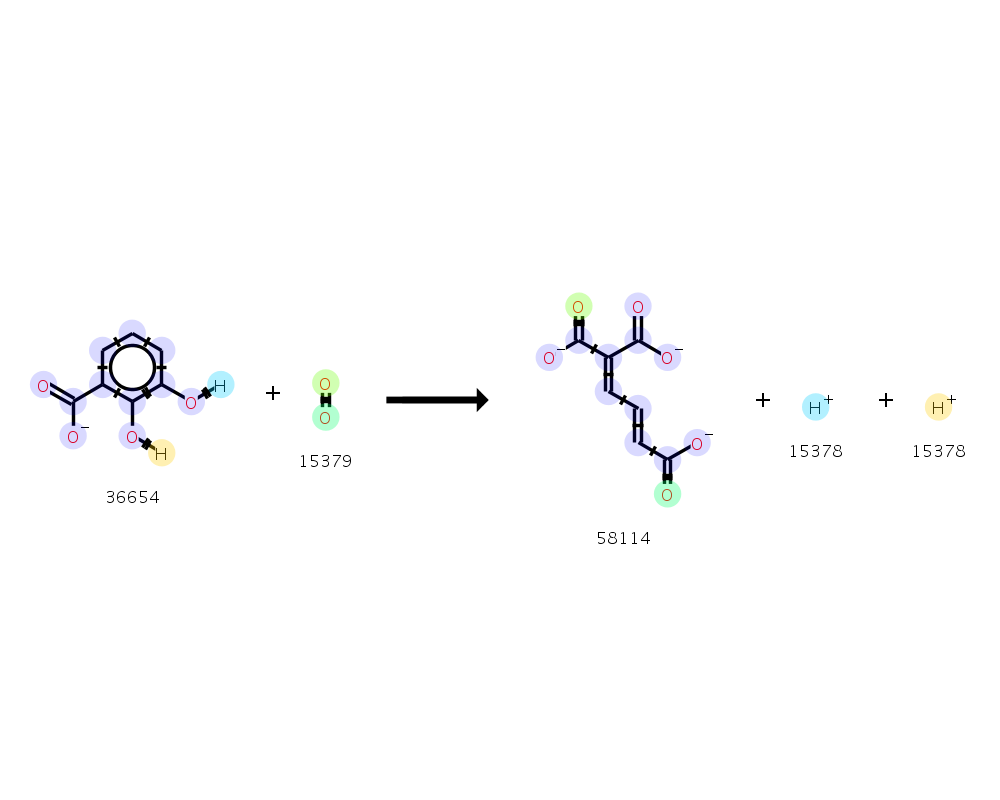 O O⁻ O H O H
36654
+
O O
15379
O O⁻ O O⁻ O⁻ O
58114
+
H⁺
15378
+
H⁺
15378